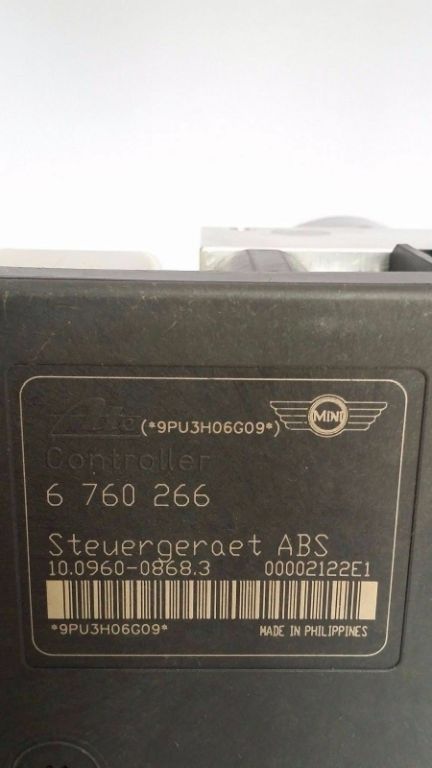 Ate (*9PU3H06G09*) MINI
Controller
6 760 266
Steuergeraet ABS
10.0960-0868.3 00002122E1
*9PU3H06G09* MADE IN PHILIPPINES